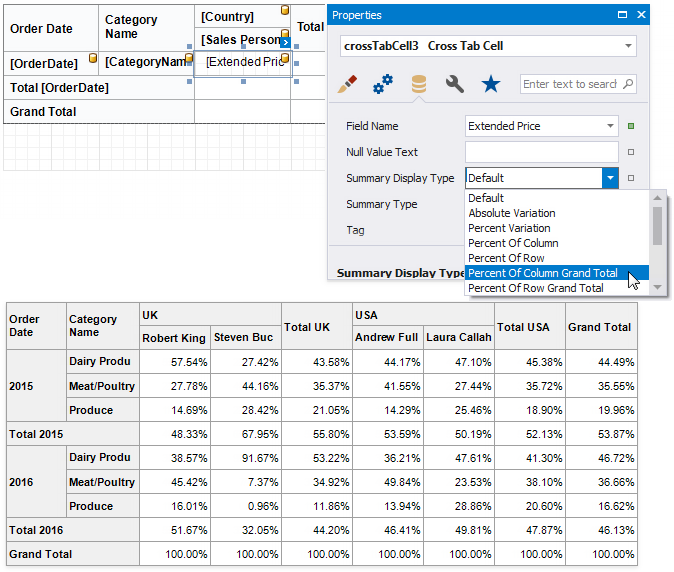 Order Date Category Name [Country] Total
[Sales Person
[OrderDate] [CategoryNam [Extended Pric
Total [OrderDate]
Grand Total
Properties
crossTabCell3 Cross Tab Cell
Enter text to search
Field Name Extended Price
Null Value Text
Summary Display Type Default
Summary Type
Tag
Default
Absolute Variation
Percent Variation
Percent Of Column
Percent Of Row
Percent Of Column Grand Total
Percent Of Row Grand Total
Summary Display Type
Order Date Category Name UK Total UK USA Total USA Grand Total
Robert King Steven Buc Andrew Full Laura Callah
2015 Dairy Produ 57.54% 27.42% 43.58% 44.17% 47.10% 45.38% 44.49%
Meat/Poultry 27.78% 44.16% 35.37% 41.55% 27.44% 35.72% 35.55%
Produce 14.69% 28.42% 21.05% 14.29% 25.46% 18.90% 19.96%
Total 2015 48.33% 67.95% 55.80% 53.59% 50.19% 52.13% 53.87%
2016 Dairy Produ 38.57% 91.67% 53.22% 36.21% 47.61% 41.30% 46.72%
Meat/Poultry 45.42% 7.37% 34.92% 49.84% 23.53% 38.10% 36.66%
Produce 16.01% 0.96% 11.86% 13.94% 28.86% 20.60% 16.62%
Total 2016 51.67% 32.05% 44.20% 46.41% 49.81% 47.87% 46.13%
Grand Total 100.00% 100.00% 100.00% 100.00% 100.00% 100.00% 100.00%